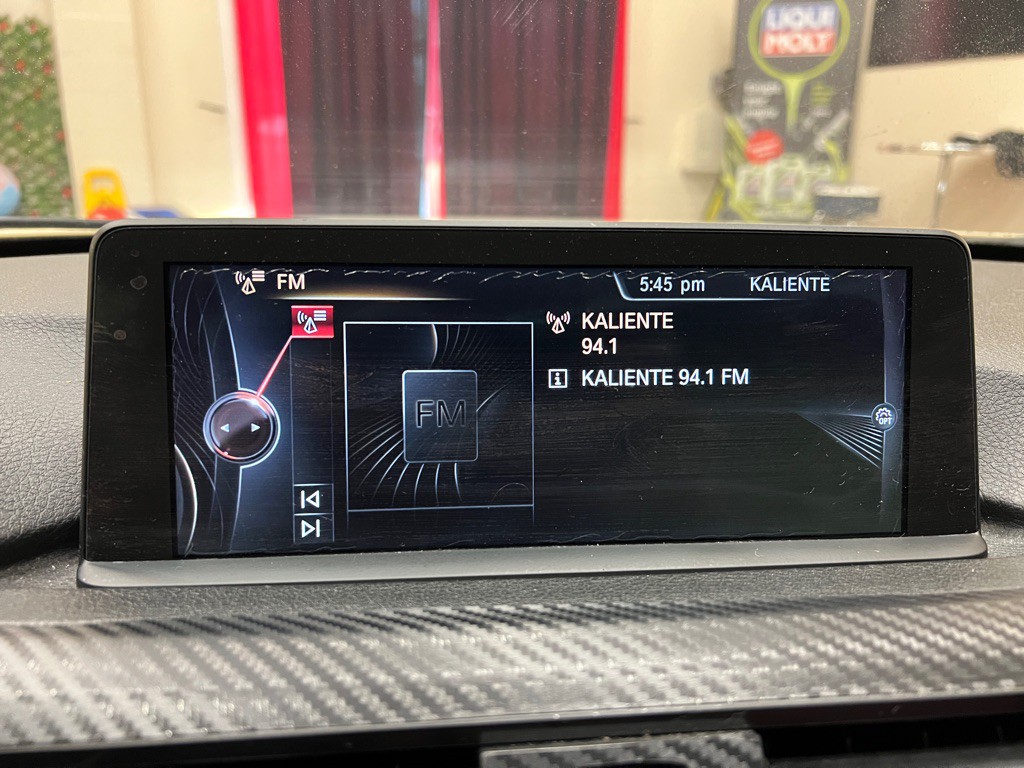 LIQUI
MOLY
FM
5:45 pm
KALIENTE
KALIENTE
94.1
KALIENTE 94.1 FM
FM
OPT